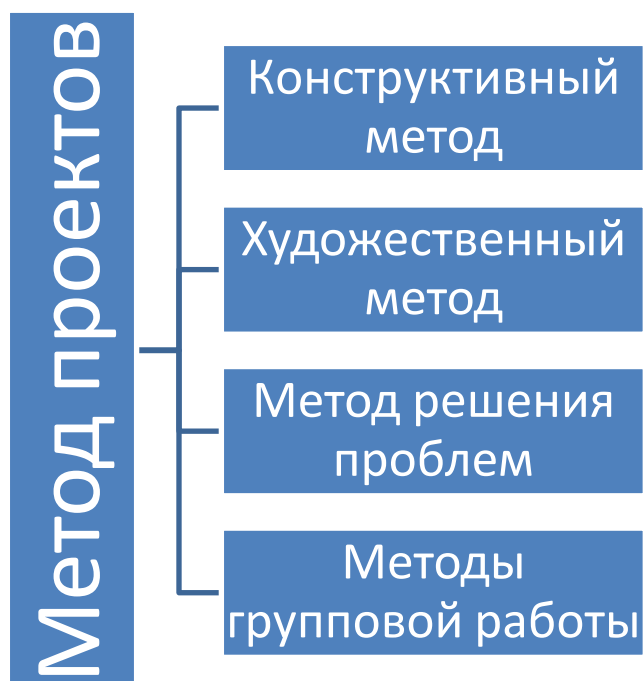 Метод проектов
Конструктивный
метод
Художественный
метод
Метод решения
проблем
Методы
групповой работы